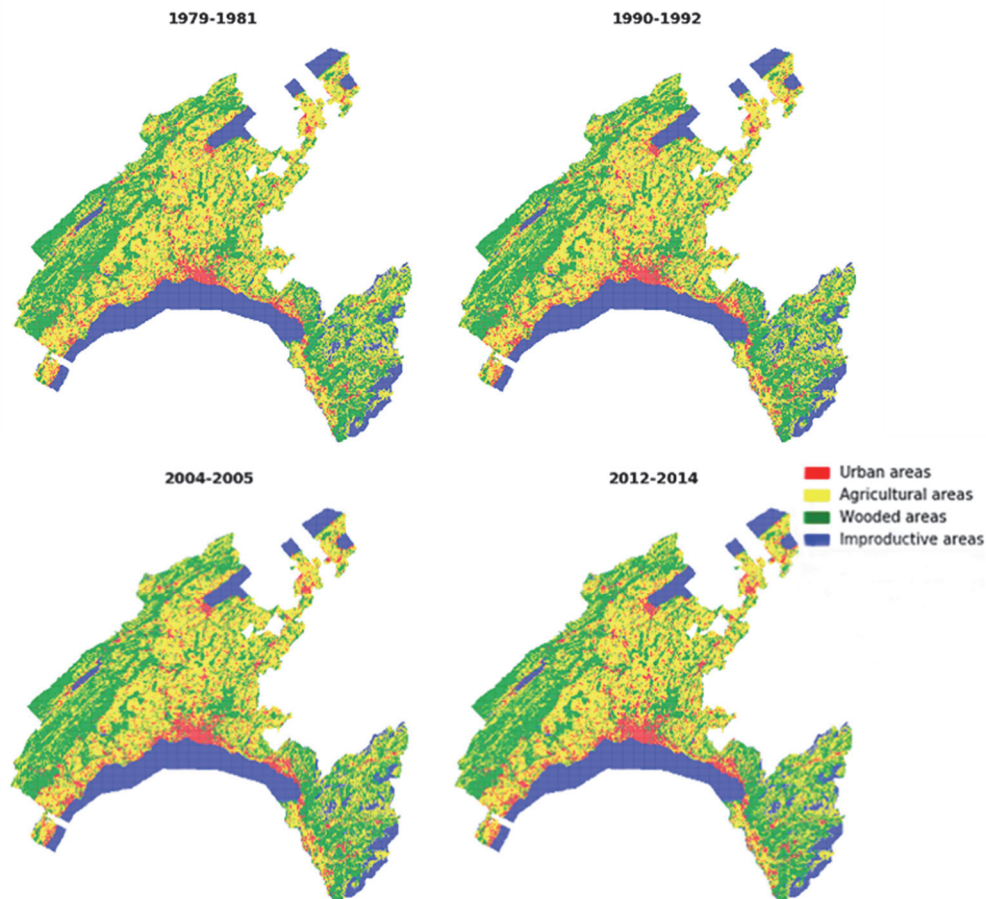 1979-1981
1990-1992
2004-2005
2012-2014
Urban areas
Agricultural areas
Wooded areas
Improductive areas